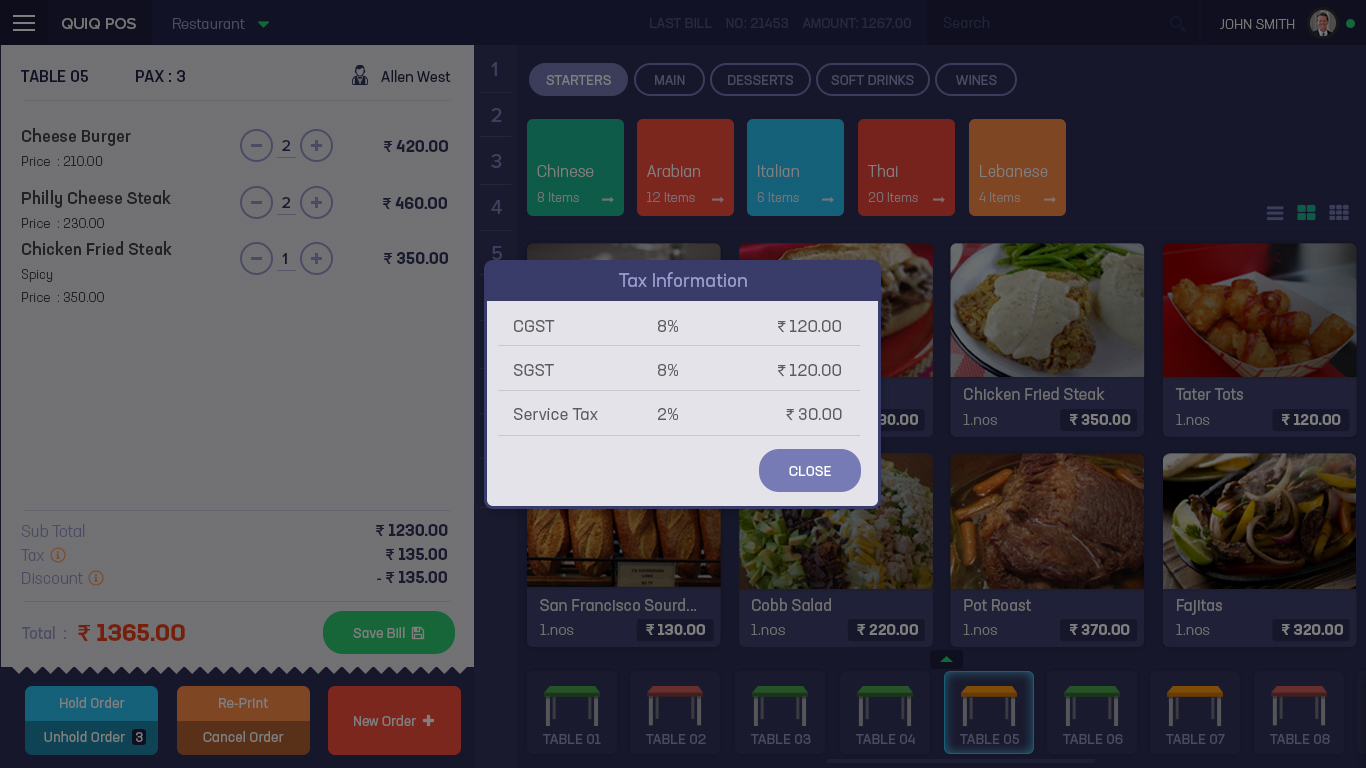 QUIQ POS
Restaurant
LAST BILL NO: 21453 AMOUNT: 1267.00
Search
JOHN SMITH
TABLE 05 PAX : 3
Allen West
Cheese Burger
Price : 210.00
2
₹ 420.00
Philly Cheese Steak
Price : 230.00
2
₹ 460.00
Chicken Fried Steak
Spicy
Price : 350.00
1
₹ 350.00
Sub Total ₹ 1230.00
Tax ₹ 135.00
Discount - ₹ 135.00
Total : ₹ 1365.00
Save Bill
Hold Order
Unhold Order 3
Re-Print
Cancel Order
New Order
1
2
3
4
5
STARTERS
MAIN
DESSERTS
SOFT DRINKS
WINES
Chinese
8 Items
Arabian
12 Items
Italian
6 Items
Thai
20 Items
Lebanese
4 Items
Tax Information
CGST 8% ₹ 120.00
SGST 8% ₹ 120.00
Service Tax 2% ₹ 30.00
CLOSE
Chicken Fried Steak
1.nos ₹ 350.00
Tater Tots
1.nos ₹ 120.00
San Francisco Sourd...
1.nos ₹ 130.00
Cobb Salad
1.nos ₹ 220.00
Pot Roast
1.nos ₹ 370.00
Fajitas
1.nos ₹ 320.00
TABLE 01
TABLE 02
TABLE 03
TABLE 04
TABLE 05
TABLE 06
TABLE 07
TABLE 08